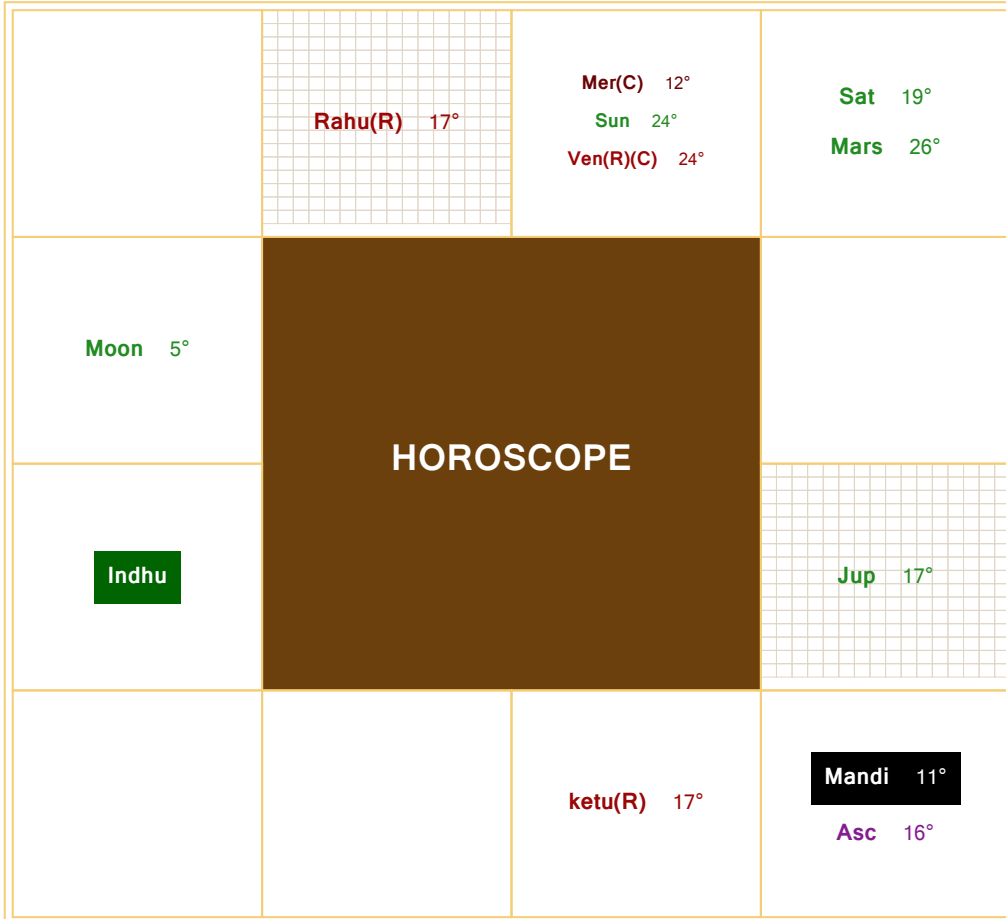 Rahu(R) 17°
Mer(C) 12°
Sun 24°
Ven(R)(C) 24°
Sat 19°
Mars 26°
Moon 5°
HOROSCOPE
Indhu
Jup 17°
ketu(R) 17°
Mandi 11°
Asc 16°